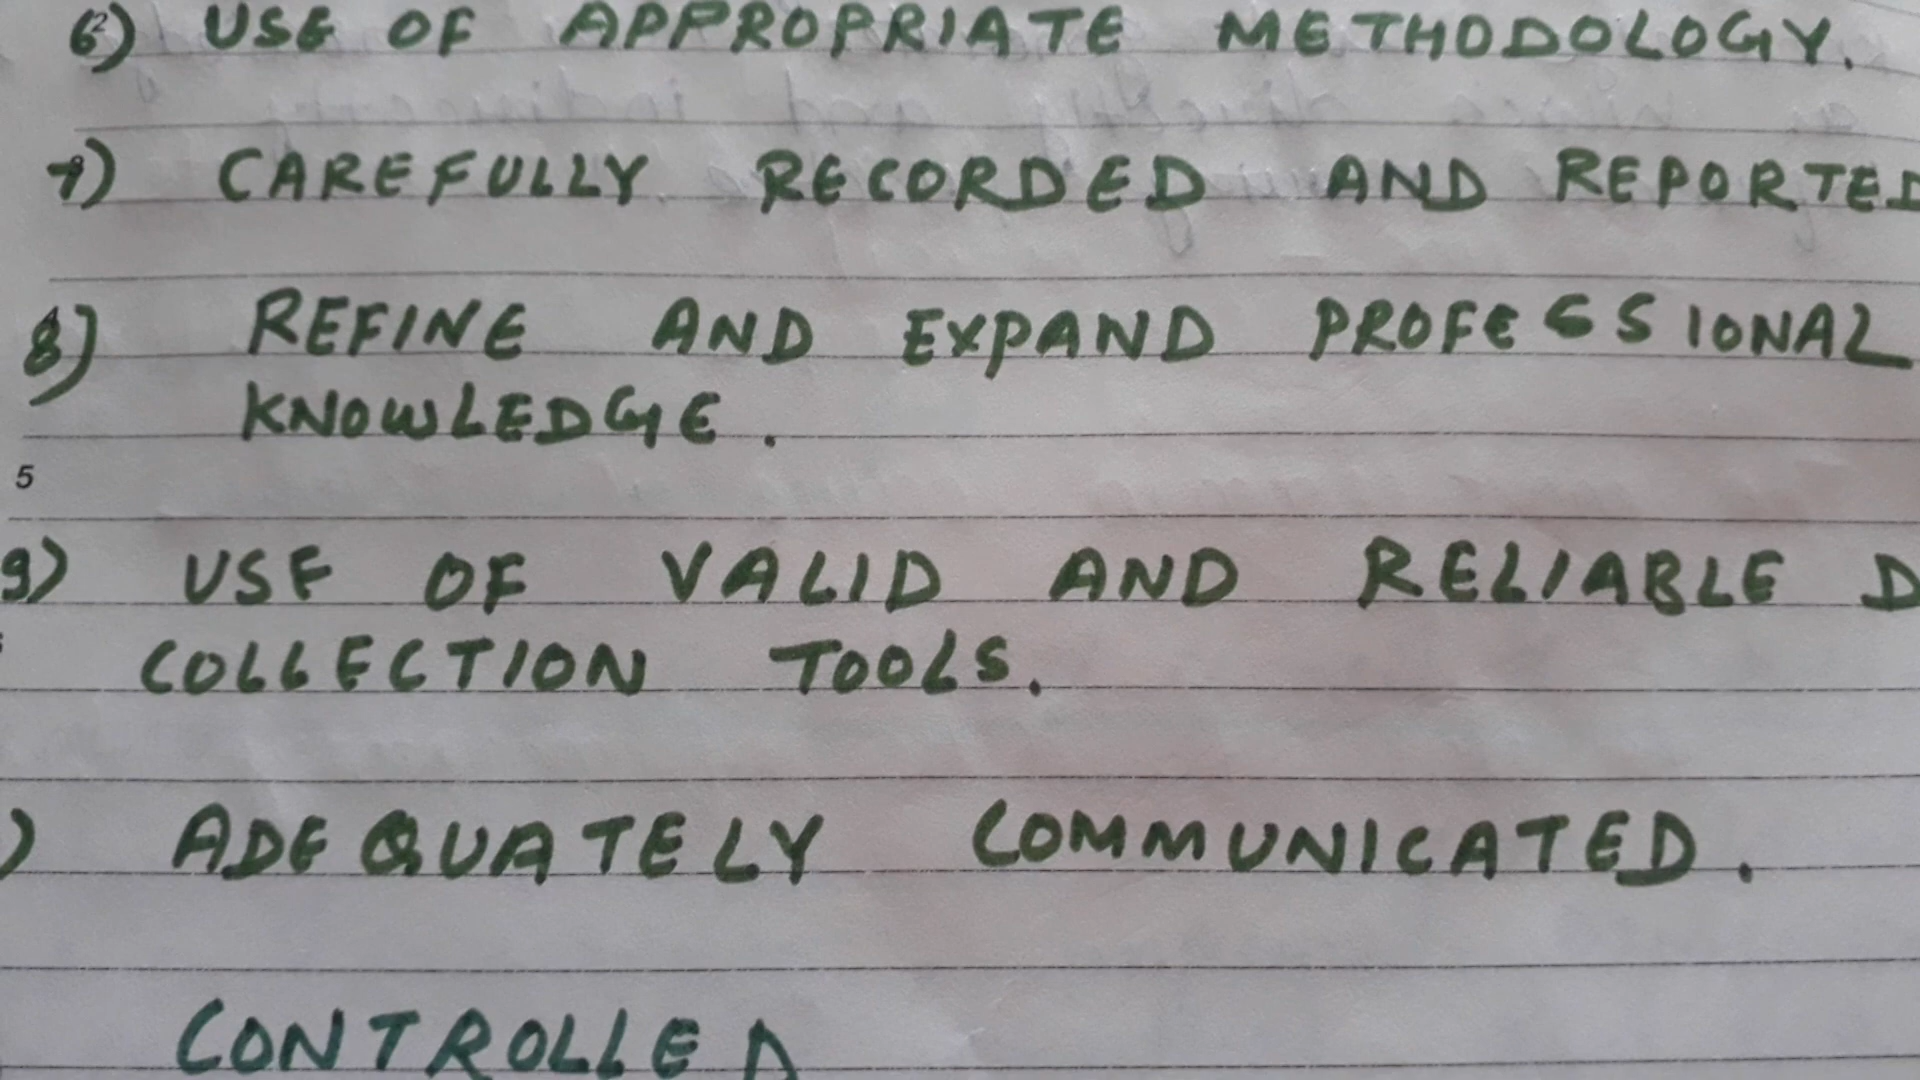 6) USE OF APPROPRIATE METHODOLOGY.
7) CAREFULLY RECORDED AND REPORTED
8) REFINE AND EXPAND PROFESSIONAL
KNOWLEDGE.
5
9) USE OF VALID AND RELIABLE D
COLLECTION TOOLS.
) ADEQUATELY COMMUNICATED.
CONTROLLED